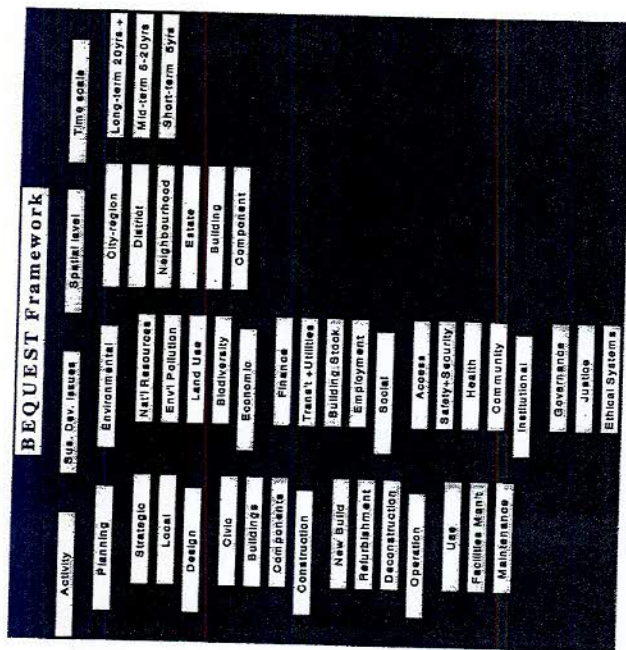 BEQUEST Framework
Activity
Planning
Strategic
Local
Design
Civic
Buildings
Components
Construction
New Build
Refurbishment
Deconstruction
Operation
Use
Facilities Man't
Maintenance
Sus. Dev. Issues
Environmental
Nat'l Resources
Env'l Pollution
Land Use
Biodiversity
Economic
Finance
Trans't +Utilities
Building Stock
Employment
Social
Access
Safety+Security
Health
Community
Institutional
Governance
Justice
Ethical Systems
Spatial level
City-region
District
Neighbourhood
Estate
Building
Component
Time scale
Long-term 20yrs +
Mid-term 5-20yrs
Short-term 5yrs